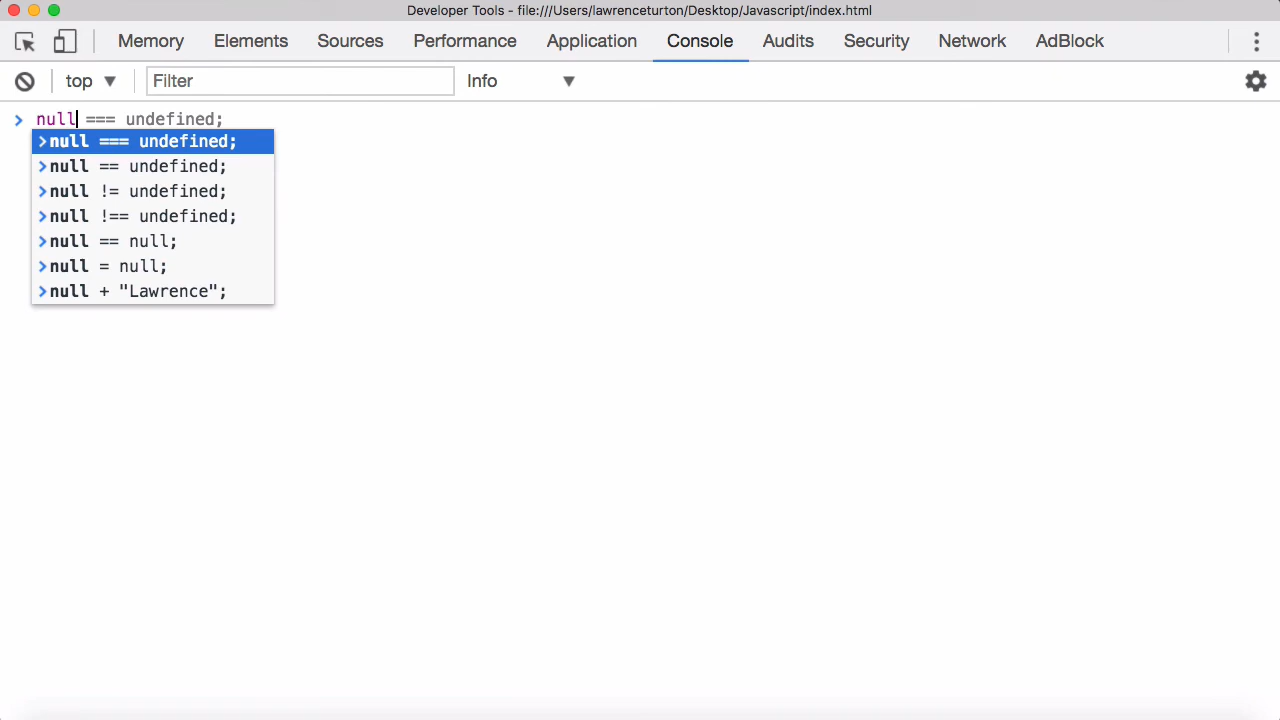 Developer Tools - file:///Users/lawrenceturton/Desktop/Javascript/index.html
Memory Elements Sources Performance Application Console Audits Security Network AdBlock
top ▼ Filter Info ▼
> null === undefined;
>null === undefined;
>null == undefined;
>null != undefined;
>null !== undefined;
>null == null;
>null = null;
>null + "Lawrence";